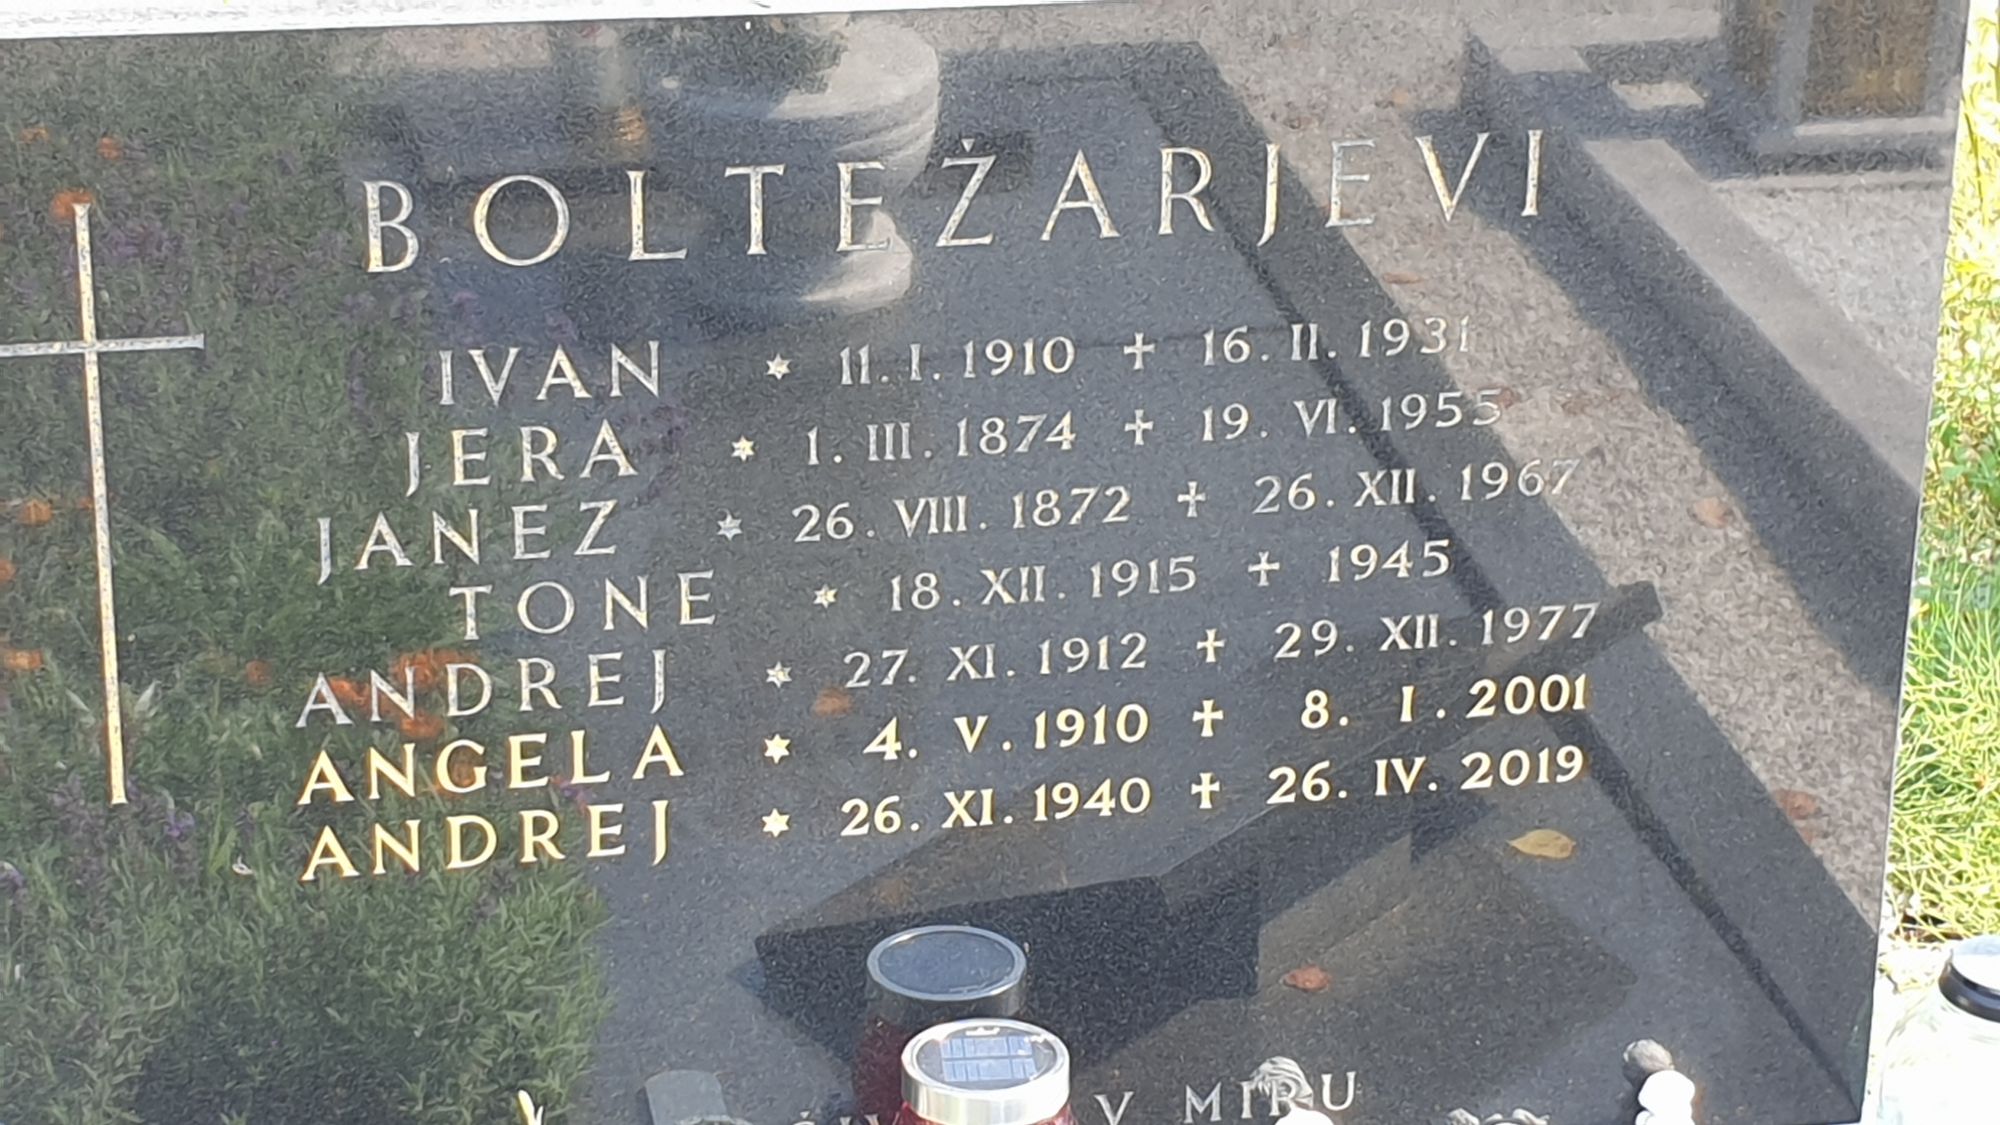 BOLTEŽARJEVI
IVAN * 11. I. 1910 + 16. II. 1931
JERA * 1. III. 1874 + 19. VI. 1955
JANEZ * 26. VIII. 1872 + 26. XII. 1967
TONE * 18. XII. 1915 + 1945
ANDREJ * 27. XI. 1912 + 29. XII. 1977
ANGELA * 4. V. 1910 + 8. I. 2001
ANDREJ * 26. XI. 1940 + 26. IV. 2019
V MIRU